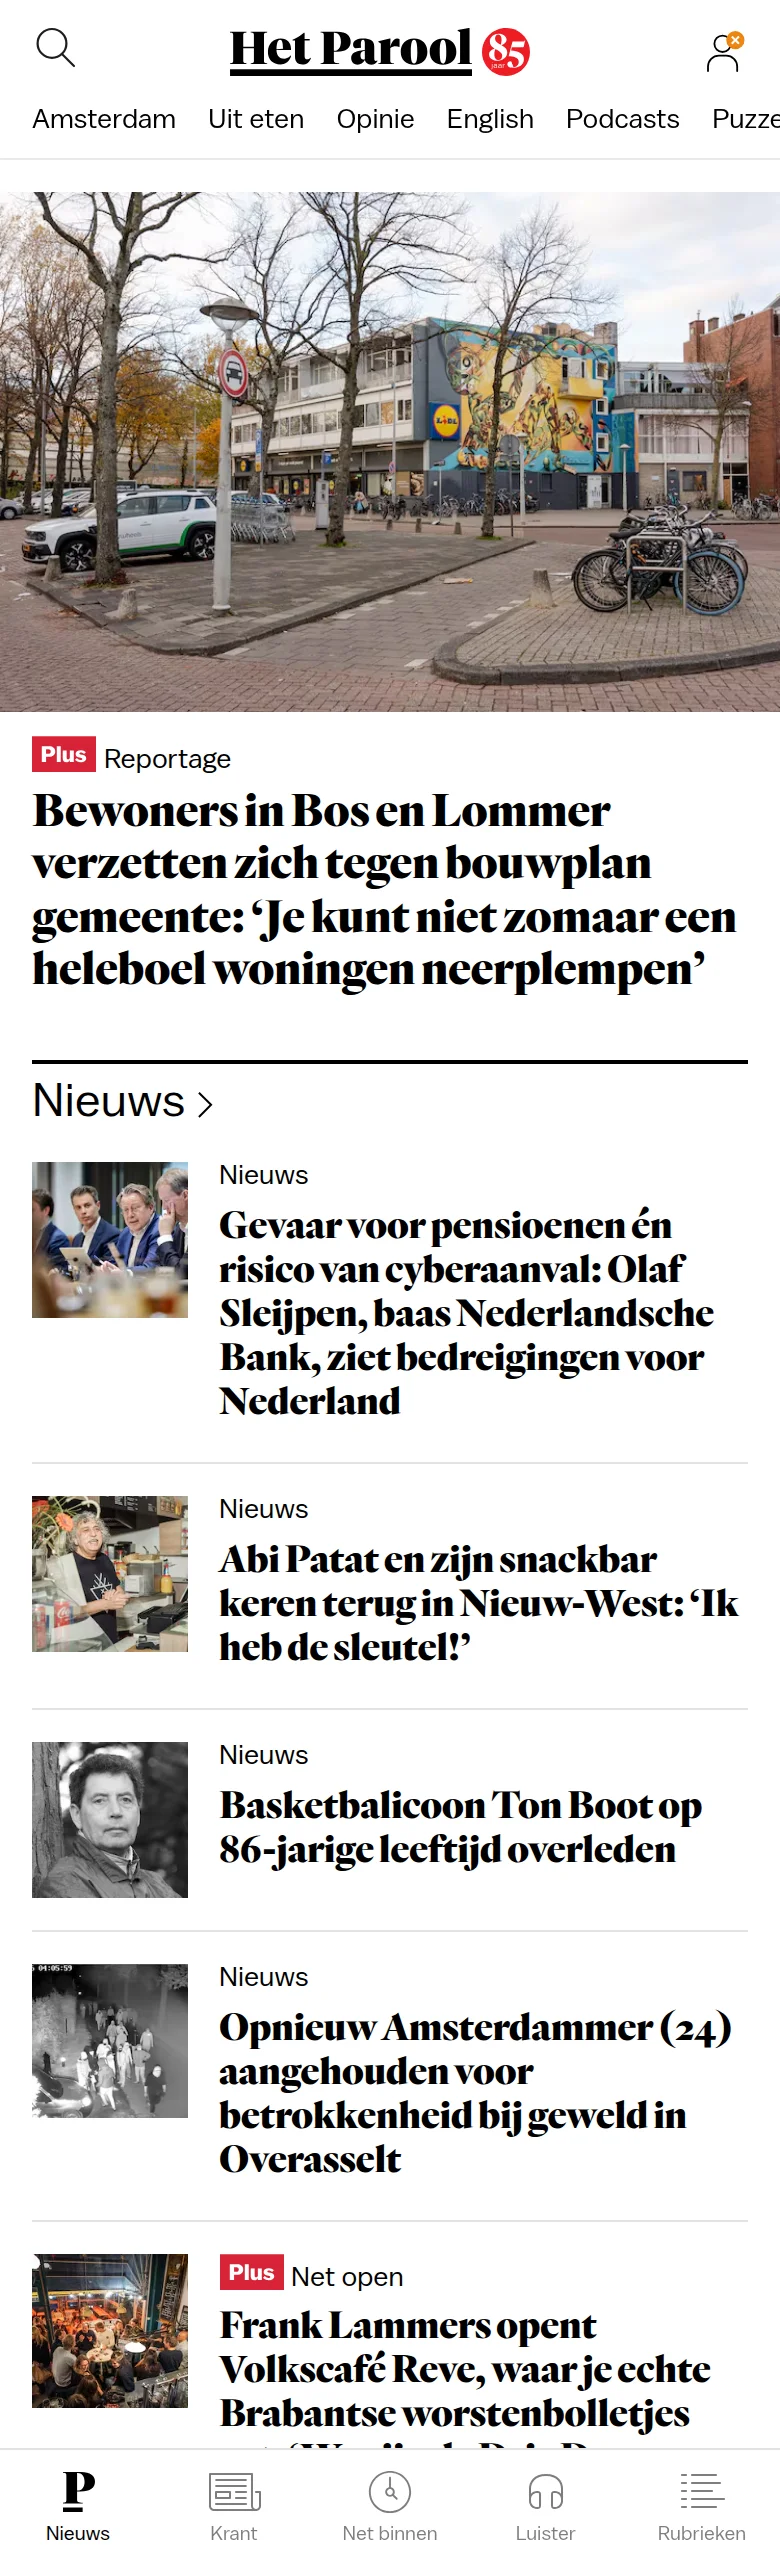 Het Parool 85
jaar
Amsterdam Uit eten Opinie English Podcasts Puzze
LIDL
Plus Reportage
Bewoners in Bos en Lommer
verzetten zich tegen bouwplan
gemeente: ‘Je kunt niet zomaar een
heleboel woningen neerplempen’
Nieuws
Nieuws
Gevaar voor pensioenen én
risico van cyberaanval: Olaf
Sleijpen, baas Nederlandsche
Bank, ziet bedreigingen voor
Nederland
Nieuws
Abi Patat en zijn snackbar
keren terug in Nieuw-West: ‘Ik
heb de sleutel!’
Nieuws
Basketbalicoon Ton Boot op
86-jarige leeftijd overleden
04:05:59
Nieuws
Opnieuw Amsterdammer (24)
aangehouden voor
betrokkenheid bij geweld in
Overasselt
Plus Net open
Frank Lammers opent
Volkscafé Reve, waar je echte
Brabantse worstenbolletjes
P
Nieuws Krant Net binnen Luister Rubrieken